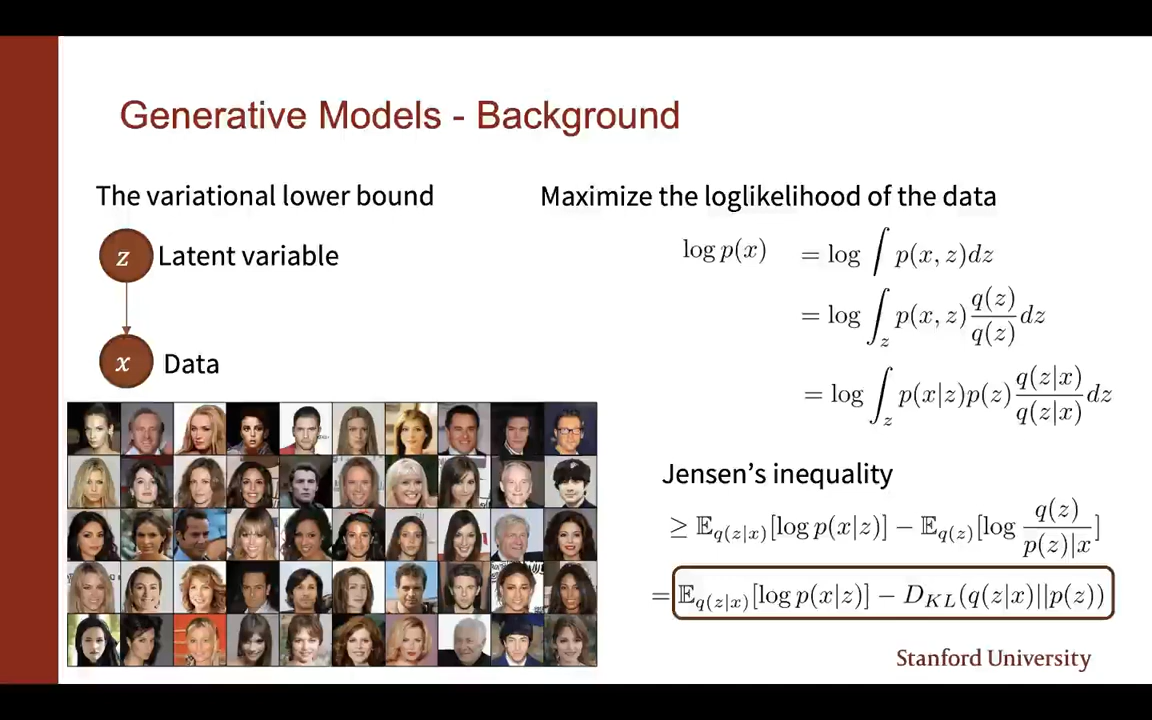 Generative Models - Background
The variational lower bound
z Latent variable
x Data
Maximize the loglikelihood of the data
log p(x) = log ∫ p(x, z)dz
= log ∫_z p(x, z) q(z)/q(z) dz
= log ∫_z p(x|z)p(z) q(z|x)/q(z|x) dz
Jensen’s inequality
≥ 𝔼_q(z|x)[log p(x|z)] − 𝔼_q(z)[log q(z)/p(z)|x]
= 𝔼_q(z|x)[log p(x|z)] − D_KL(q(z|x)||p(z))
Stanford University